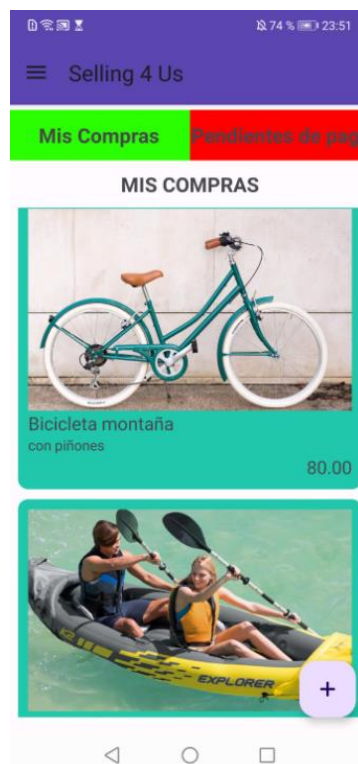 74 % 23:51
Selling 4 Us
Mis Compras Pendientes de pag
MIS COMPRAS
Bicicleta montaña
con piñones
80.00
K2
EXPLORER
+